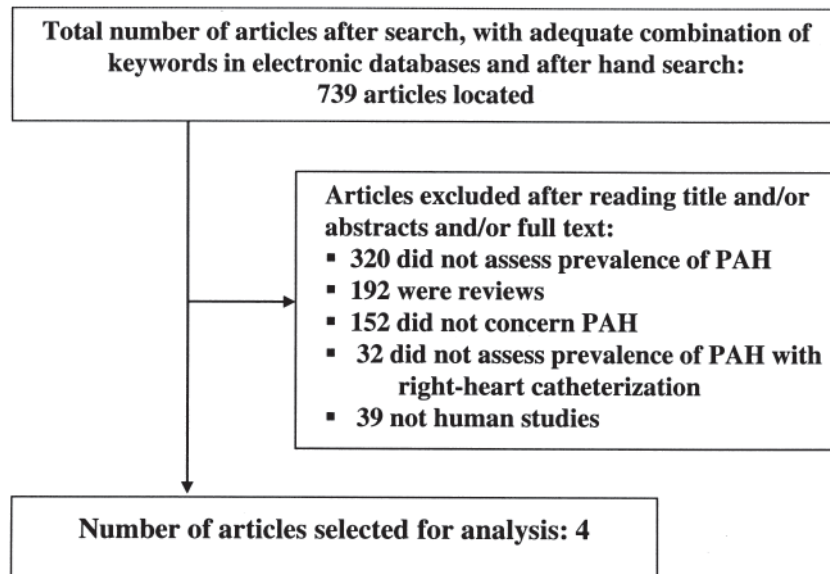 Total number of articles after search, with adequate combination of
keywords in electronic databases and after hand search:
739 articles located
Articles excluded after reading title and/or
abstracts and/or full text:
▪ 320 did not assess prevalence of PAH
▪ 192 were reviews
▪ 152 did not concern PAH
▪ 32 did not assess prevalence of PAH with
right-heart catheterization
▪ 39 not human studies
Number of articles selected for analysis: 4